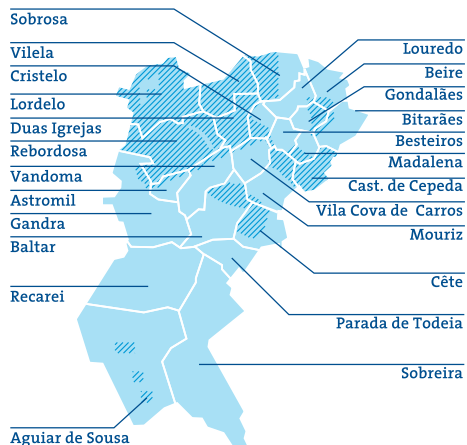 Sobrosa
Vilela
Cristelo
Lordelo
Duas Igrejas
Rebordosa
Vandoma
Astromil
Gandra
Baltar
Recarei
Aguiar de Sousa
Louredo
Beire
Gondalães
Bitarães
Besteiros
Madalena
Cast. de Cepeda
Vila Cova de Carros
Mouriz
Cête
Parada de Todeia
Sobreira